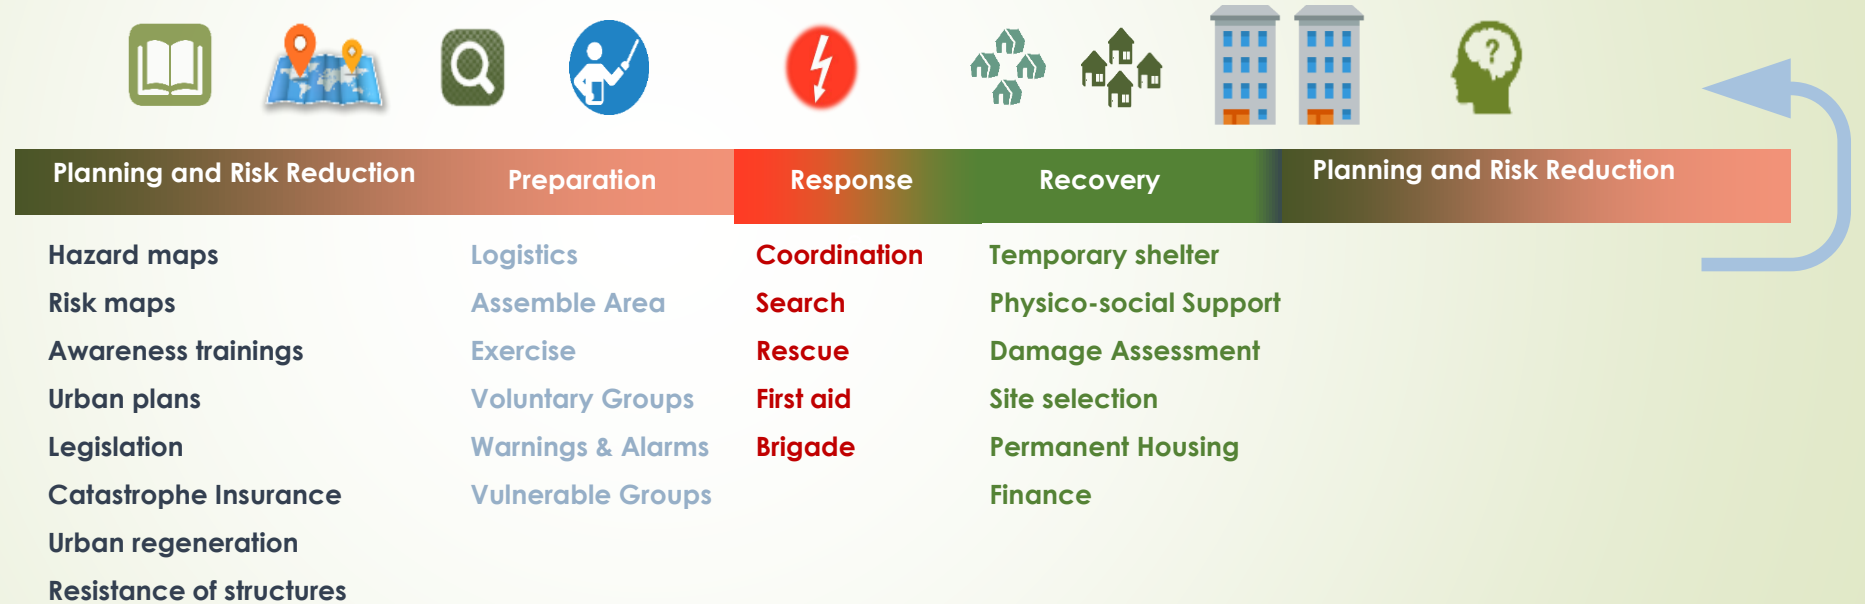 Planning and Risk Reduction
Preparation
Response
Recovery
Planning and Risk Reduction
Hazard maps
Risk maps
Awareness trainings
Urban plans
Legislation
Catastrophe Insurance
Urban regeneration
Resistance of structures
Logistics
Assemble Area
Exercise
Voluntary Groups
Warnings & Alarms
Vulnerable Groups
Coordination
Search
Rescue
First aid
Brigade
Temporary shelter
Physico-social Support
Damage Assessment
Site selection
Permanent Housing
Finance